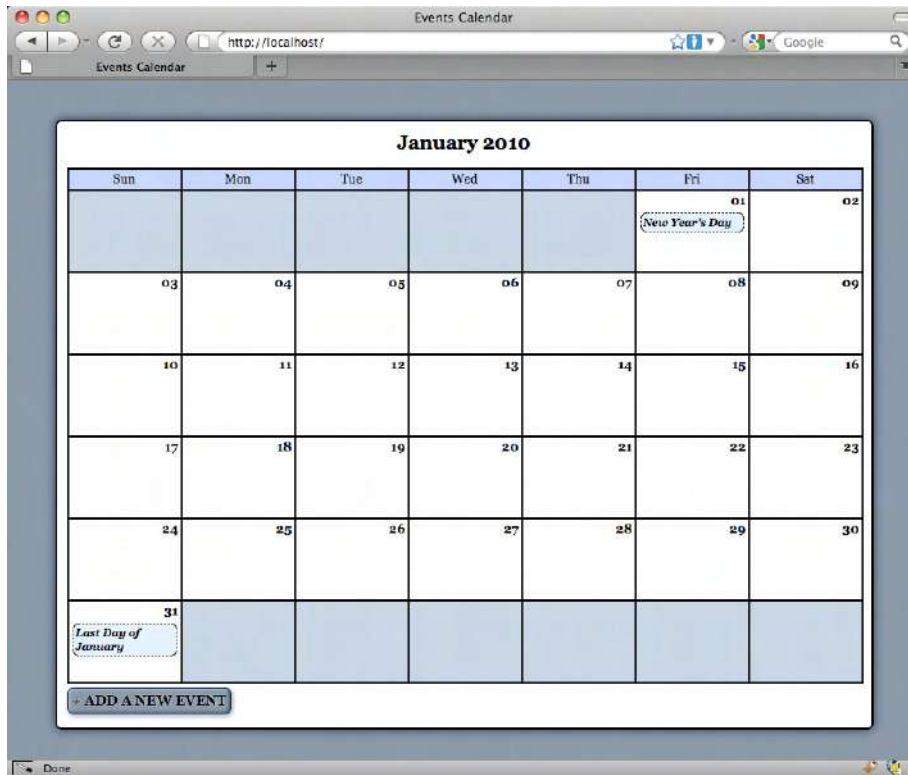 Events Calendar
http://localhost/
Google
Events Calendar +
January 2010
Sun Mon Tue Wed Thu Fri Sat
01 02
New Year's Day
03 04 05 06 07 08 09
10 11 12 13 14 15 16
17 18 19 20 21 22 23
24 25 26 27 28 29 30
31
Last Day of
January
+ ADD A NEW EVENT
Done